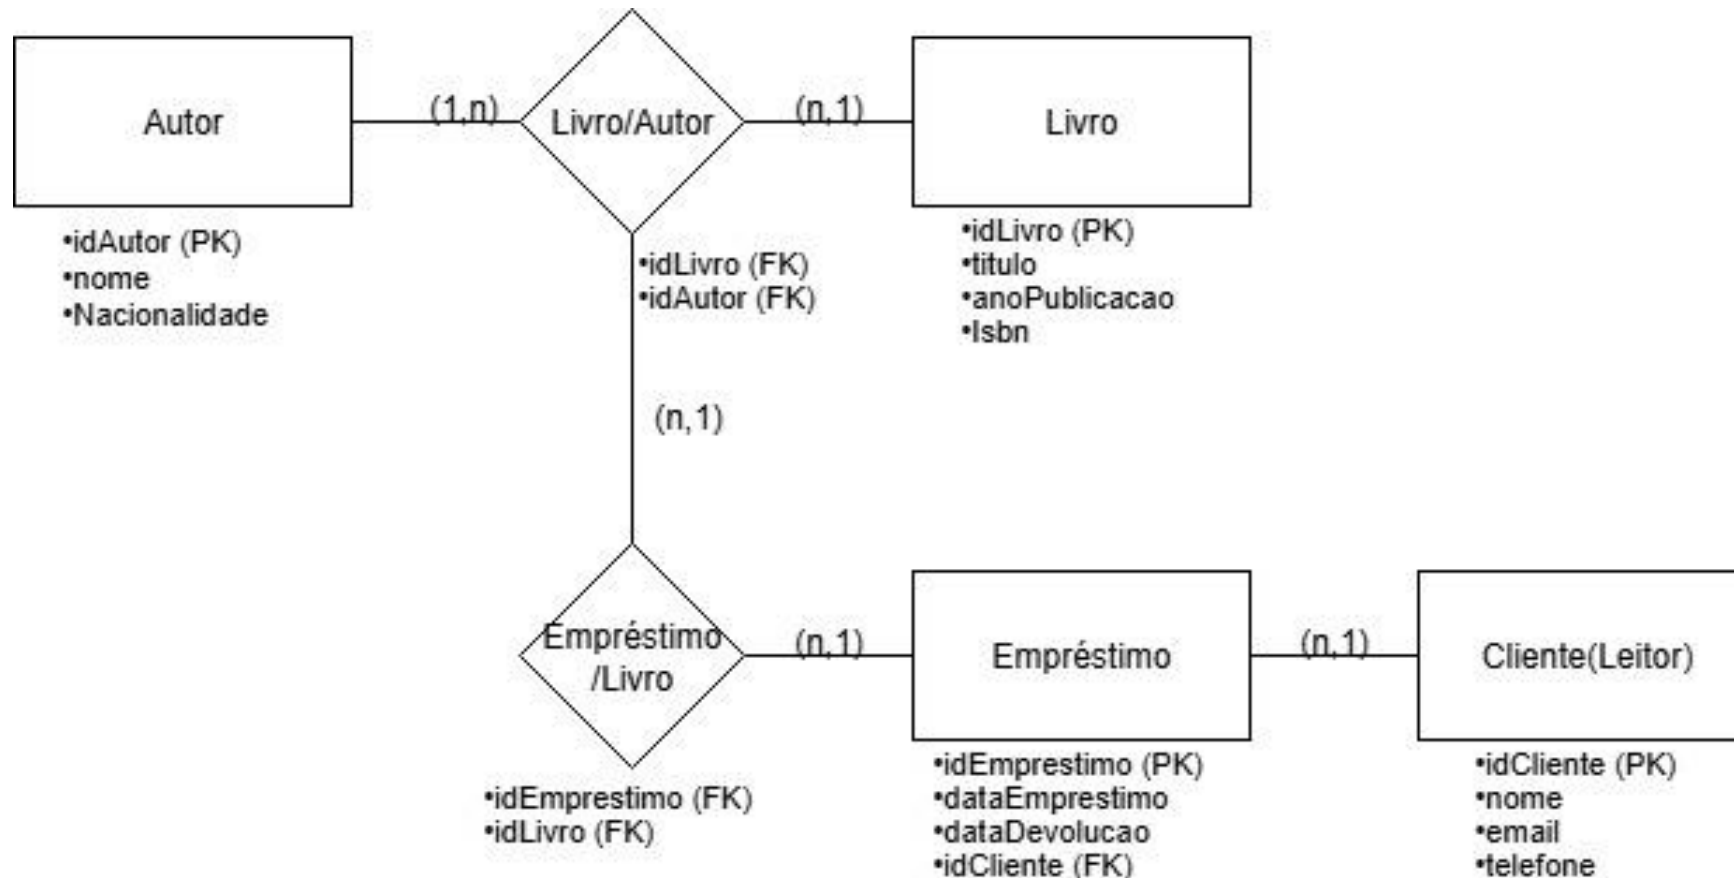 Autor
(1,n)
Livro/Autor
(n,1)
Livro
•idAutor (PK)
•nome
•Nacionalidade
•idLivro (FK)
•idAutor (FK)
•idLivro (PK)
•titulo
•anoPublicacao
•Isbn
(n,1)
Empréstimo
/Livro
(n,1)
Empréstimo
(n,1)
Cliente(Leitor)
•idEmprestimo (FK)
•idLivro (FK)
•idEmprestimo (PK)
•dataEmprestimo
•dataDevolucao
•idCliente (FK)
•idCliente (PK)
•nome
•email
•telefone